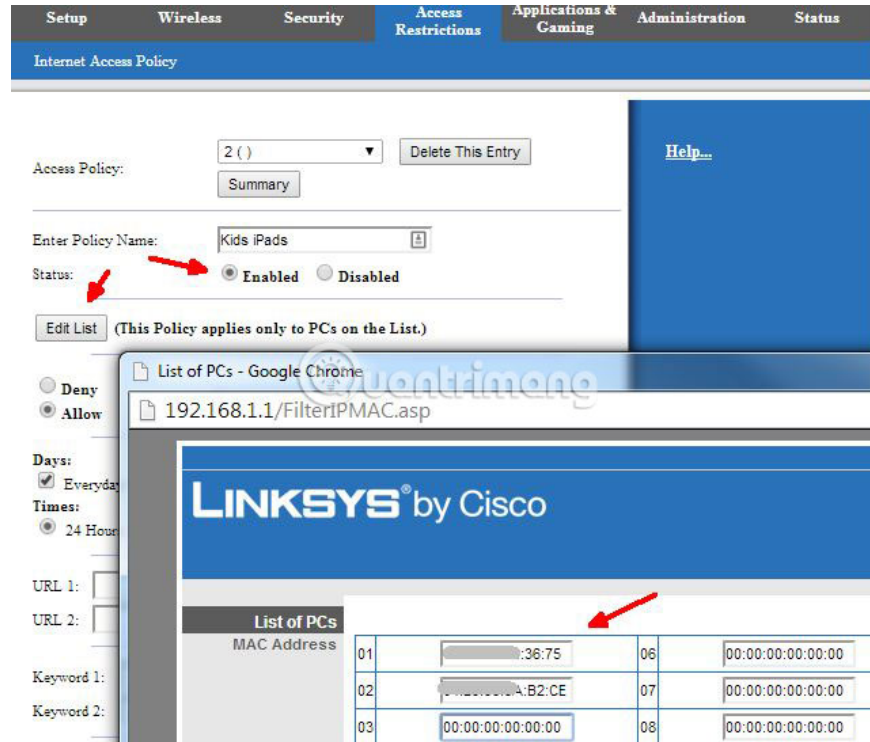 Setup Wireless Security Access Restrictions Applications & Gaming Administration Status
Internet Access Policy
Access Policy: 2 ( ) Delete This Entry
Summary
Help...
Enter Policy Name: Kids iPads
Status: Enabled Disabled
Edit List (This Policy applies only to PCs on the List.)
Deny
Allow
Days:
Everyday
Times:
24 Hour
URL 1:
URL 2:
Keyword 1:
Keyword 2:
Quantrimang
List of PCs - Google Chrome
192.168.1.1/FilterIPMAC.asp
LINKSYS® by Cisco
List of PCs
MAC Address
01 :36:75 06 00:00:00:00:00:00
02 A:B2:CE 07 00:00:00:00:00:00
03 00:00:00:00:00:00 08 00:00:00:00:00:00